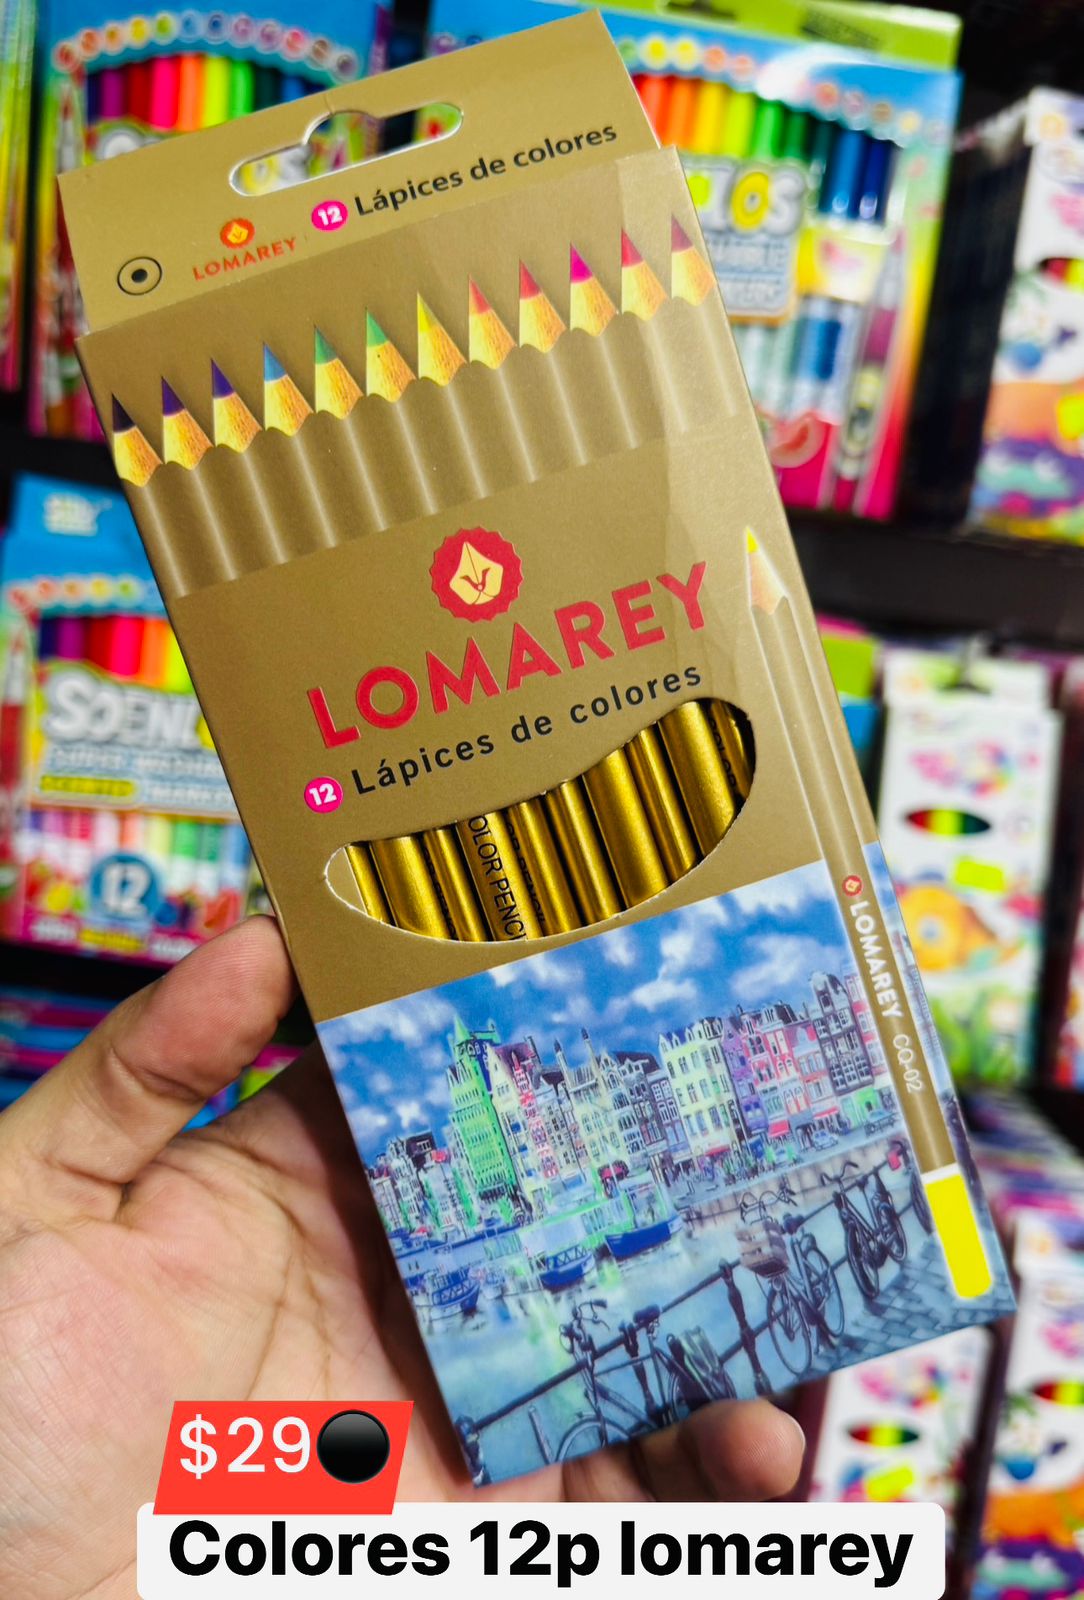 12 Lápices de colores
LOMAREY
LOMAREY
12 Lápices de colores
OLOR PENCI
LOMAREY CQ-02
12
$29
Colores 12p lomarey